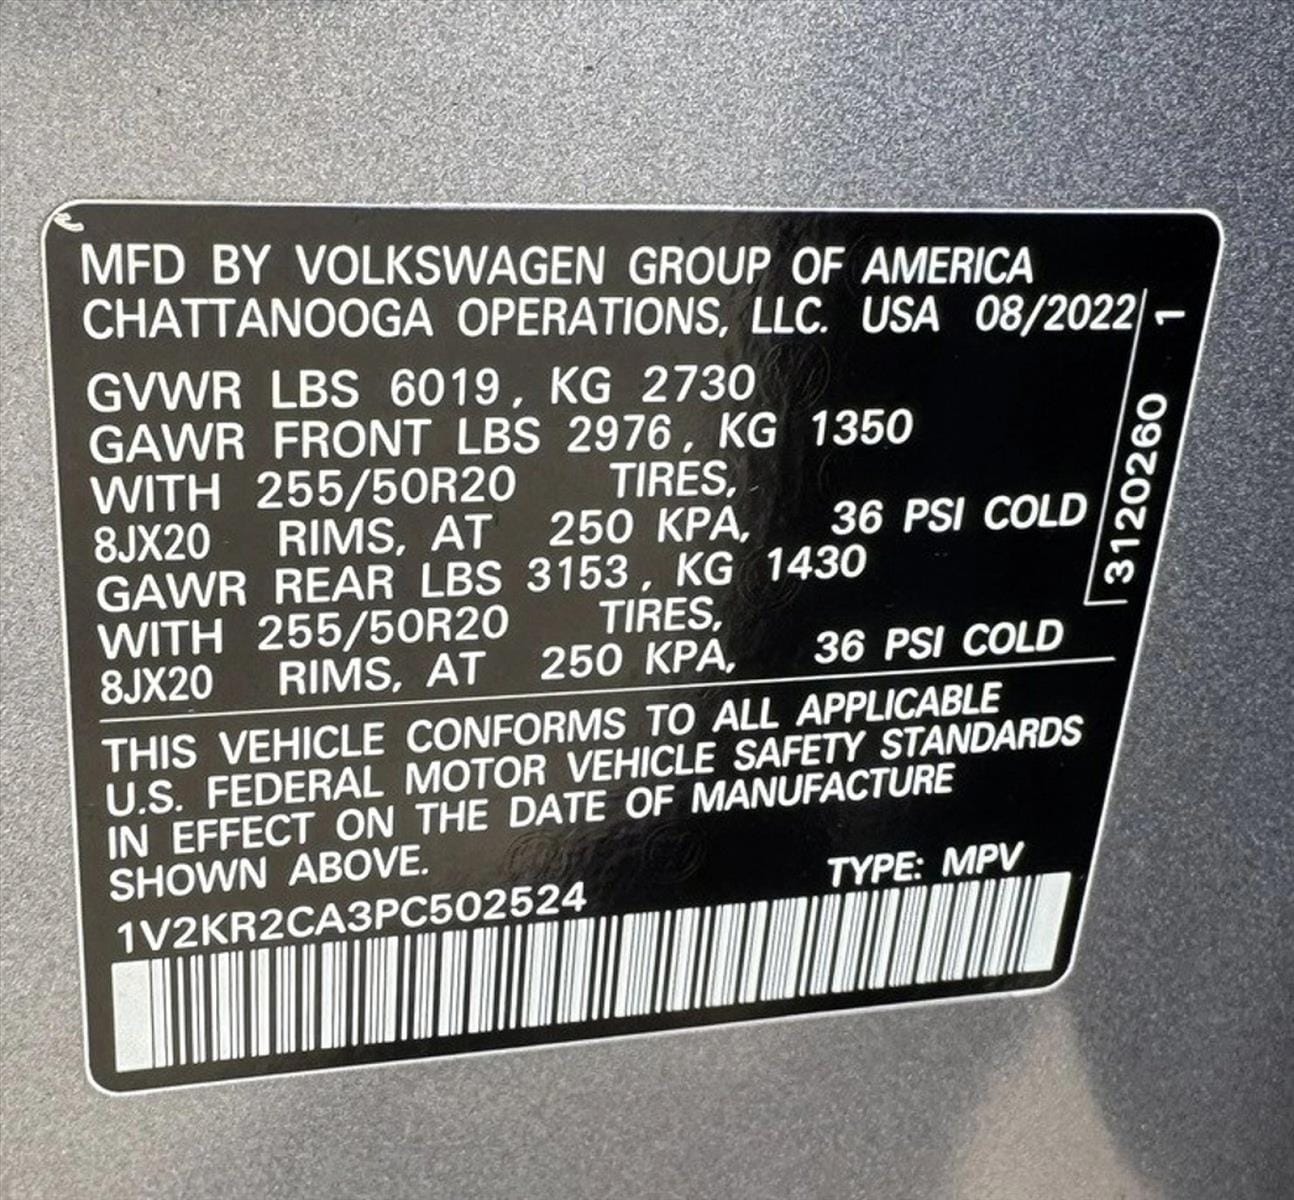 MFD BY VOLKSWAGEN GROUP OF AMERICA
CHATTANOOGA OPERATIONS, LLC. USA 08/2022
GVWR LBS 6019, KG 2730
GAWR FRONT LBS 2976, KG 1350
WITH 255/50R20 TIRES,
8JX20 RIMS, AT 250 KPA, 36 PSI COLD
GAWR REAR LBS 3153, KG 1430
WITH 255/50R20 TIRES,
8JX20 RIMS, AT 250 KPA, 36 PSI COLD
THIS VEHICLE CONFORMS TO ALL APPLICABLE
U.S. FEDERAL MOTOR VEHICLE SAFETY STANDARDS
IN EFFECT ON THE DATE OF MANUFACTURE
SHOWN ABOVE.
TYPE: MPV
1V2KR2CA3PC502524
3120260 1